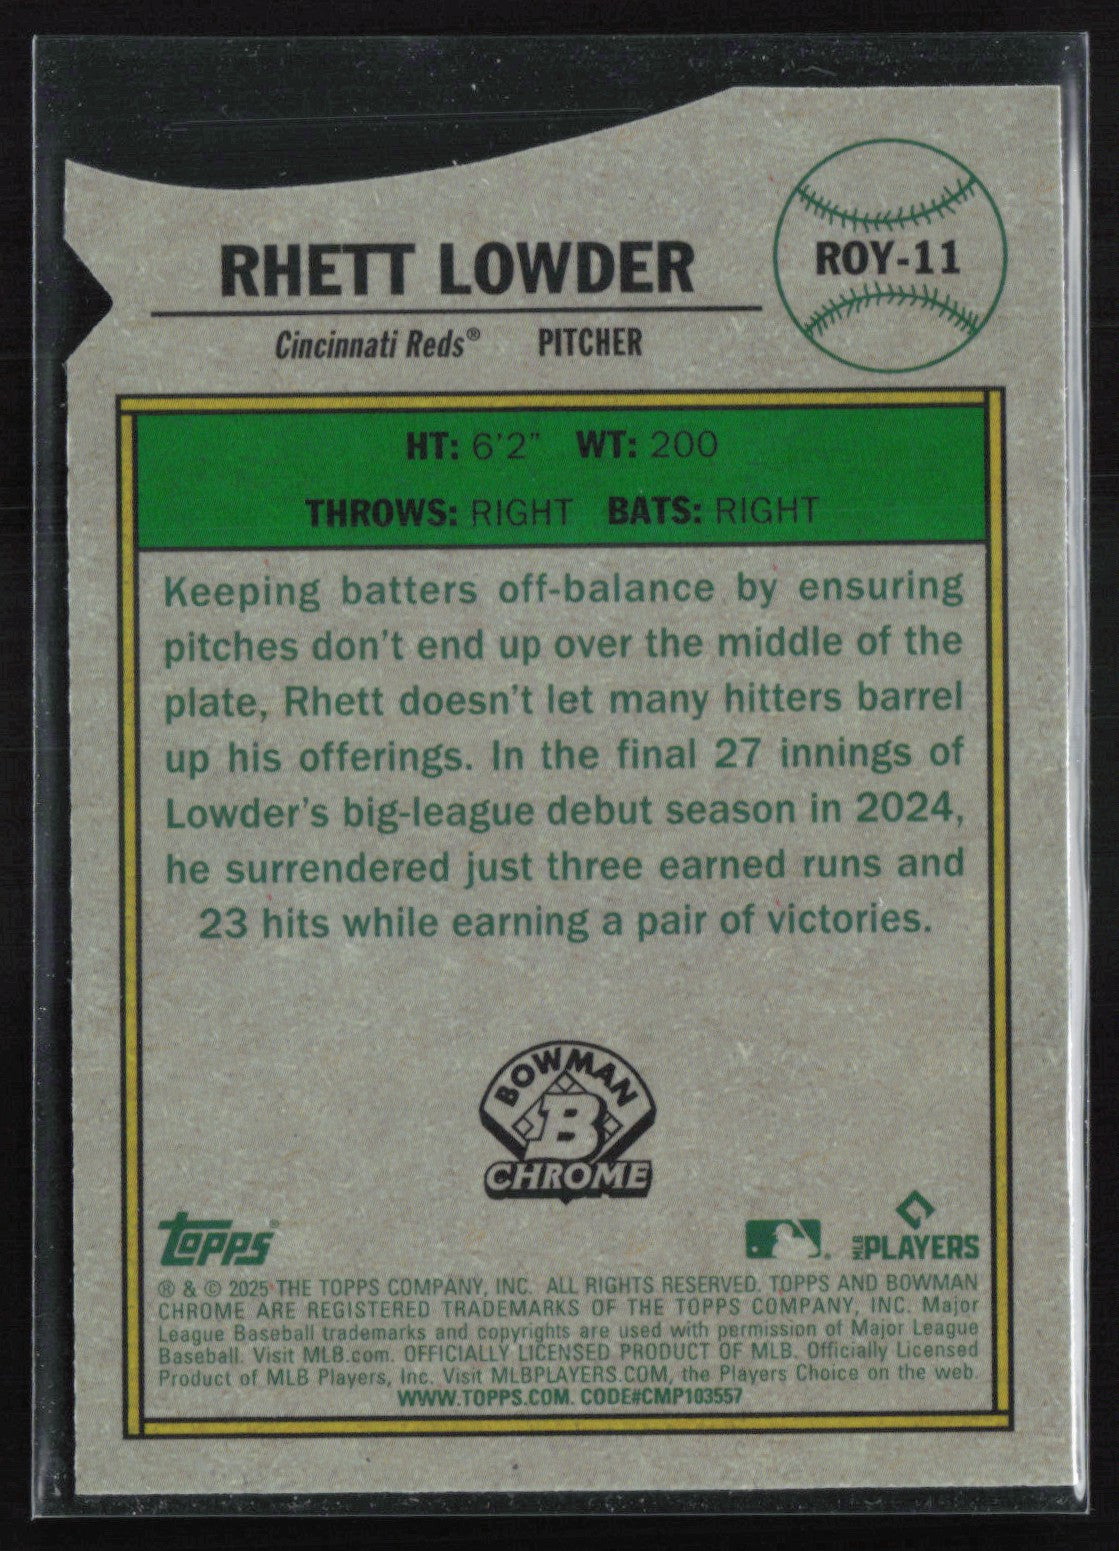 RHETT LOWDER
ROY-11
Cincinnati Reds® PITCHER
HT: 6'2" WT: 200
THROWS: RIGHT BATS: RIGHT
Keeping batters off-balance by ensuring
pitches don't end up over the middle of the
plate, Rhett doesn't let many hitters barrel
up his offerings. In the final 27 innings of
Lowder's big-league debut season in 2024,
he surrendered just three earned runs and
23 hits while earning a pair of victories.
BOWMAN
B
CHROME
Topps®
MLB PLAYERS
® & © 2025 THE TOPPS COMPANY, INC. ALL RIGHTS RESERVED. TOPPS AND BOWMAN
CHROME ARE REGISTERED TRADEMARKS OF THE TOPPS COMPANY, INC. Major
League Baseball trademarks and copyrights are used with permission of Major League
Baseball. Visit MLB.com. OFFICIALLY LICENSED PRODUCT OF MLB. Officially Licensed
Product of MLB Players, Inc. Visit MLBPLAYERS.COM, the Players Choice on the web.
WWW.TOPPS.COM. CODE#CMP103557